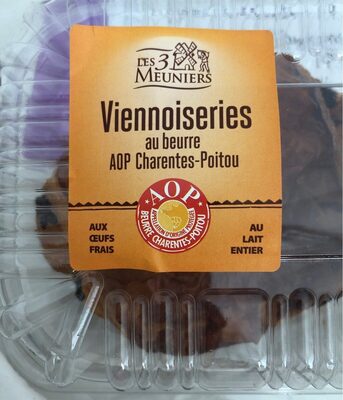 LES 3
MEUNIERS
Viennoiseries
au beurre
AOP Charentes-Poitou
AOP
BEURRE CHARENTES-POITOU
AUX
ŒUFS
FRAIS
AU
LAIT
ENTIER